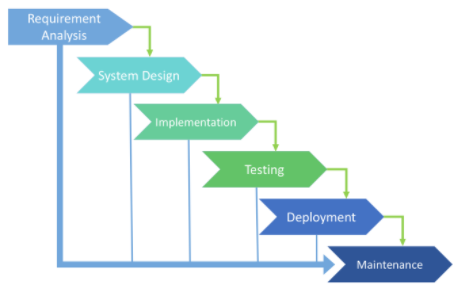 Requirement
Analysis
System Design
Implementation
Testing
Deployment
Maintenance